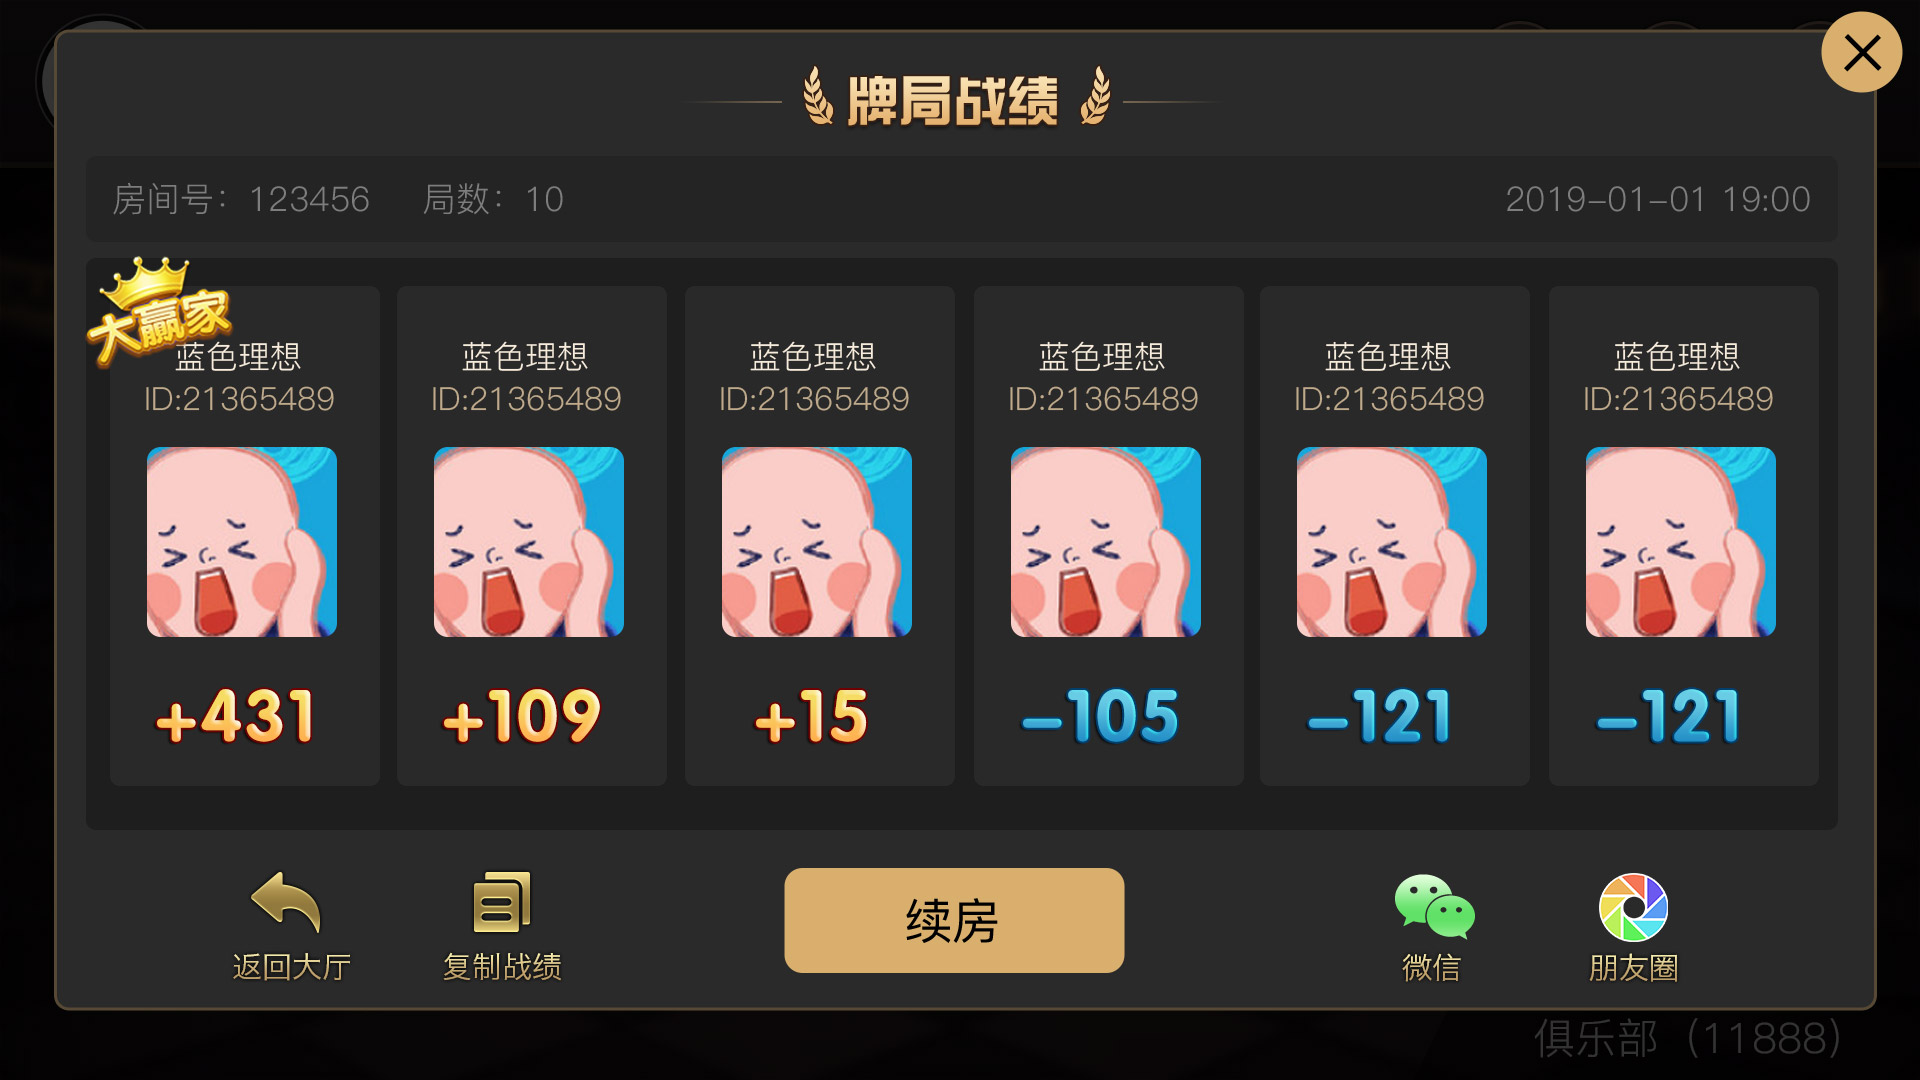 牌局战绩
房间号：123456 局数：10 2019-01-01 19:00
大赢家
蓝色理想 蓝色理想 蓝色理想 蓝色理想 蓝色理想 蓝色理想
ID:21365489 ID:21365489 ID:21365489 ID:21365489 ID:21365489 ID:21365489
+431 +109 +15 -105 -121 -121
续房
返回大厅 复制战绩 微信 朋友圈
俱乐部（11888）